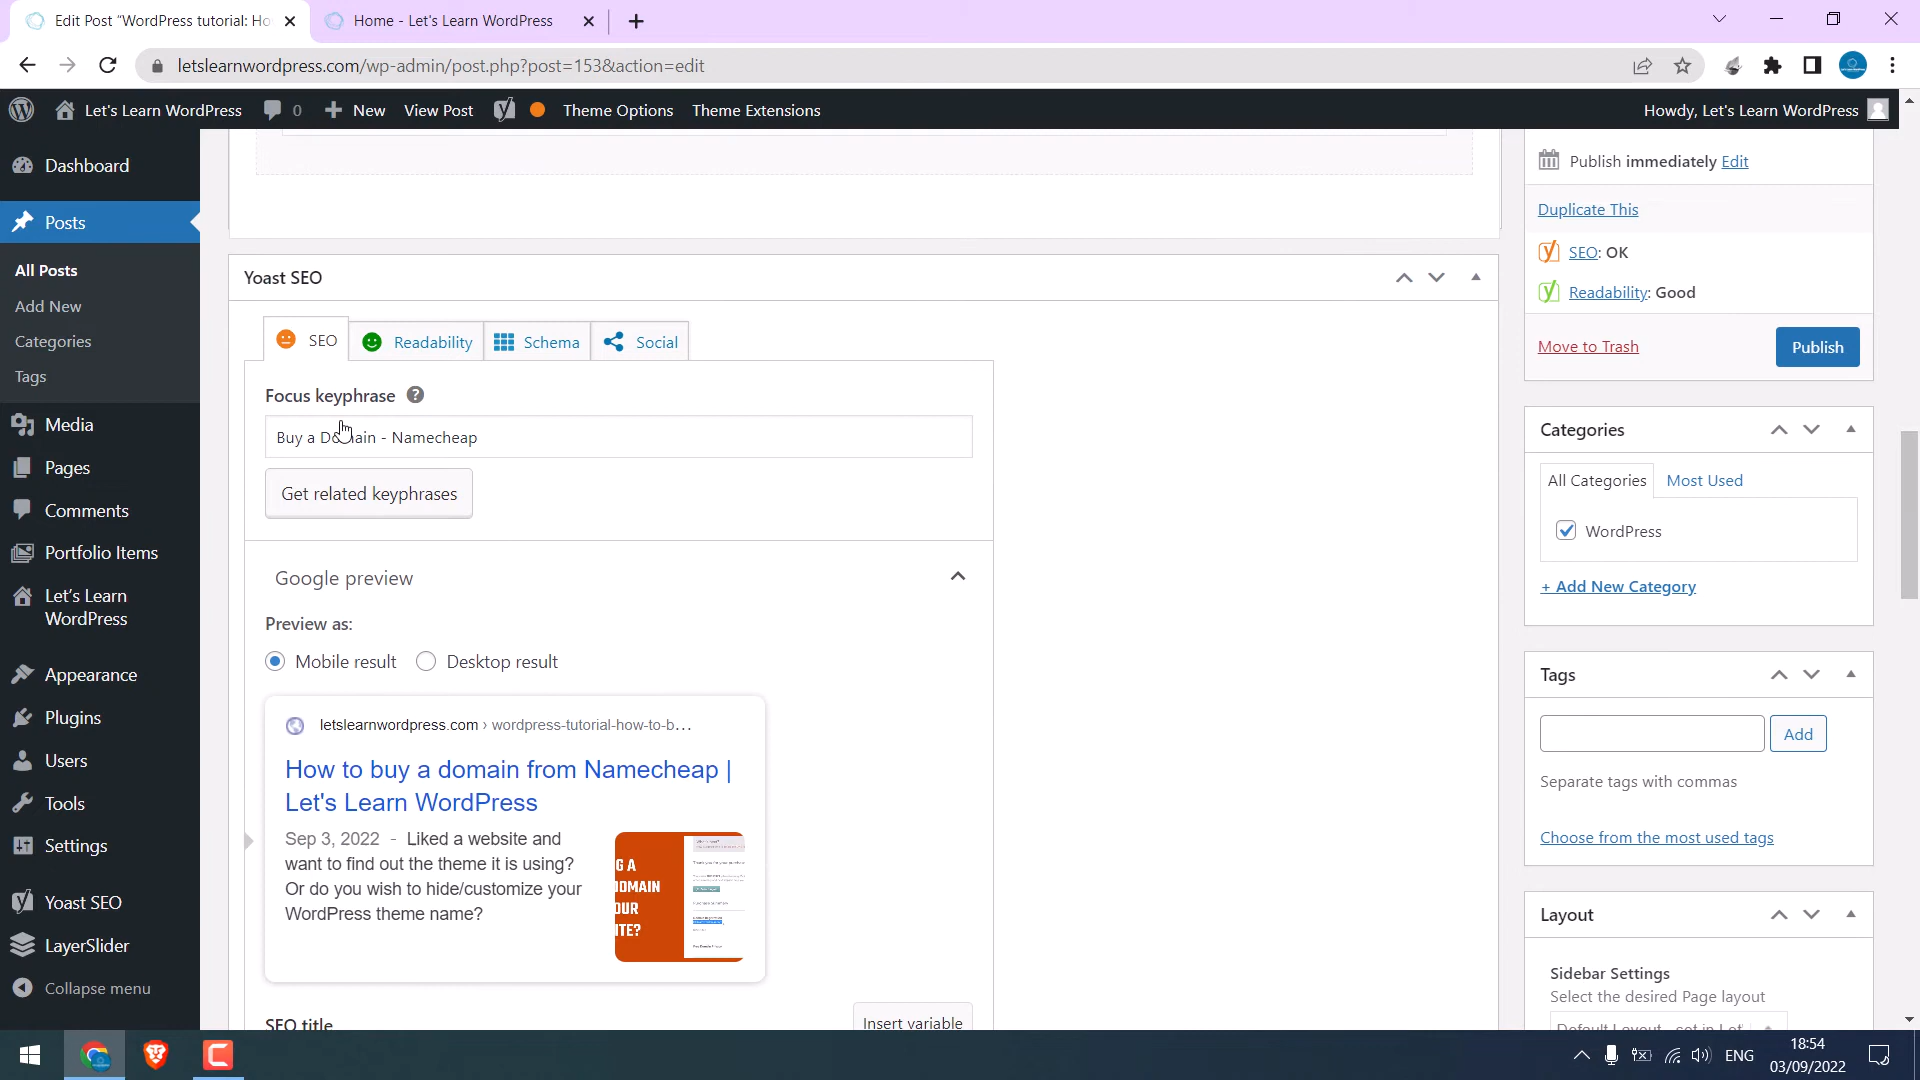 Edit Post “WordPress tutorial: Ho
Home - Let's Learn WordPress
letslearnwordpress.com/wp-admin/post.php?post=153&action=edit
Let's Learn WordPress
0
New
View Post
Theme Options
Theme Extensions
Howdy, Let's Learn WordPress
Dashboard
Posts
All Posts
Add New
Categories
Tags
Media
Pages
Comments
Portfolio Items
Let’s Learn
WordPress
Appearance
Plugins
Users
Tools
Settings
Yoast SEO
LayerSlider
Collapse menu
Yoast SEO
SEO
Readability
Schema
Social
Focus keyphrase ?
Buy a Domain - Namecheap
Get related keyphrases
Google preview
Preview as:
Mobile result
Desktop result
letslearnwordpress.com › wordpress-tutorial-how-to-b…
How to buy a domain from Namecheap |
Let's Learn WordPress
Sep 3, 2022 - Liked a website and
want to find out the theme it is using?
Or do you wish to hide/customize your
WordPress theme name?
G A
DOMAIN
OUR
ITE?
SEO title
Insert variable
Publish immediately Edit
Duplicate This
SEO: OK
Readability: Good
Move to Trash
Publish
Categories
All Categories
Most Used
WordPress
+ Add New Category
Tags
Add
Separate tags with commas
Choose from the most used tags
Layout
Sidebar Settings
Select the desired Page layout
Default Layout - set in Let'
ENG
18:54
03/09/2022